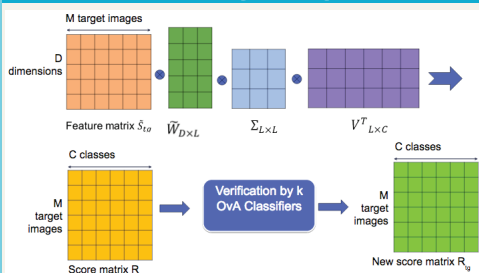 M target images
D
dimensions
Feature matrix S̃ₜₐ
W̃ D×L
Σ L×L
Vᵀ L×C
C classes
M
target
images
Score matrix R
Verification by k
OvA Classifiers
C classes
M
target
images
New score matrix R tg